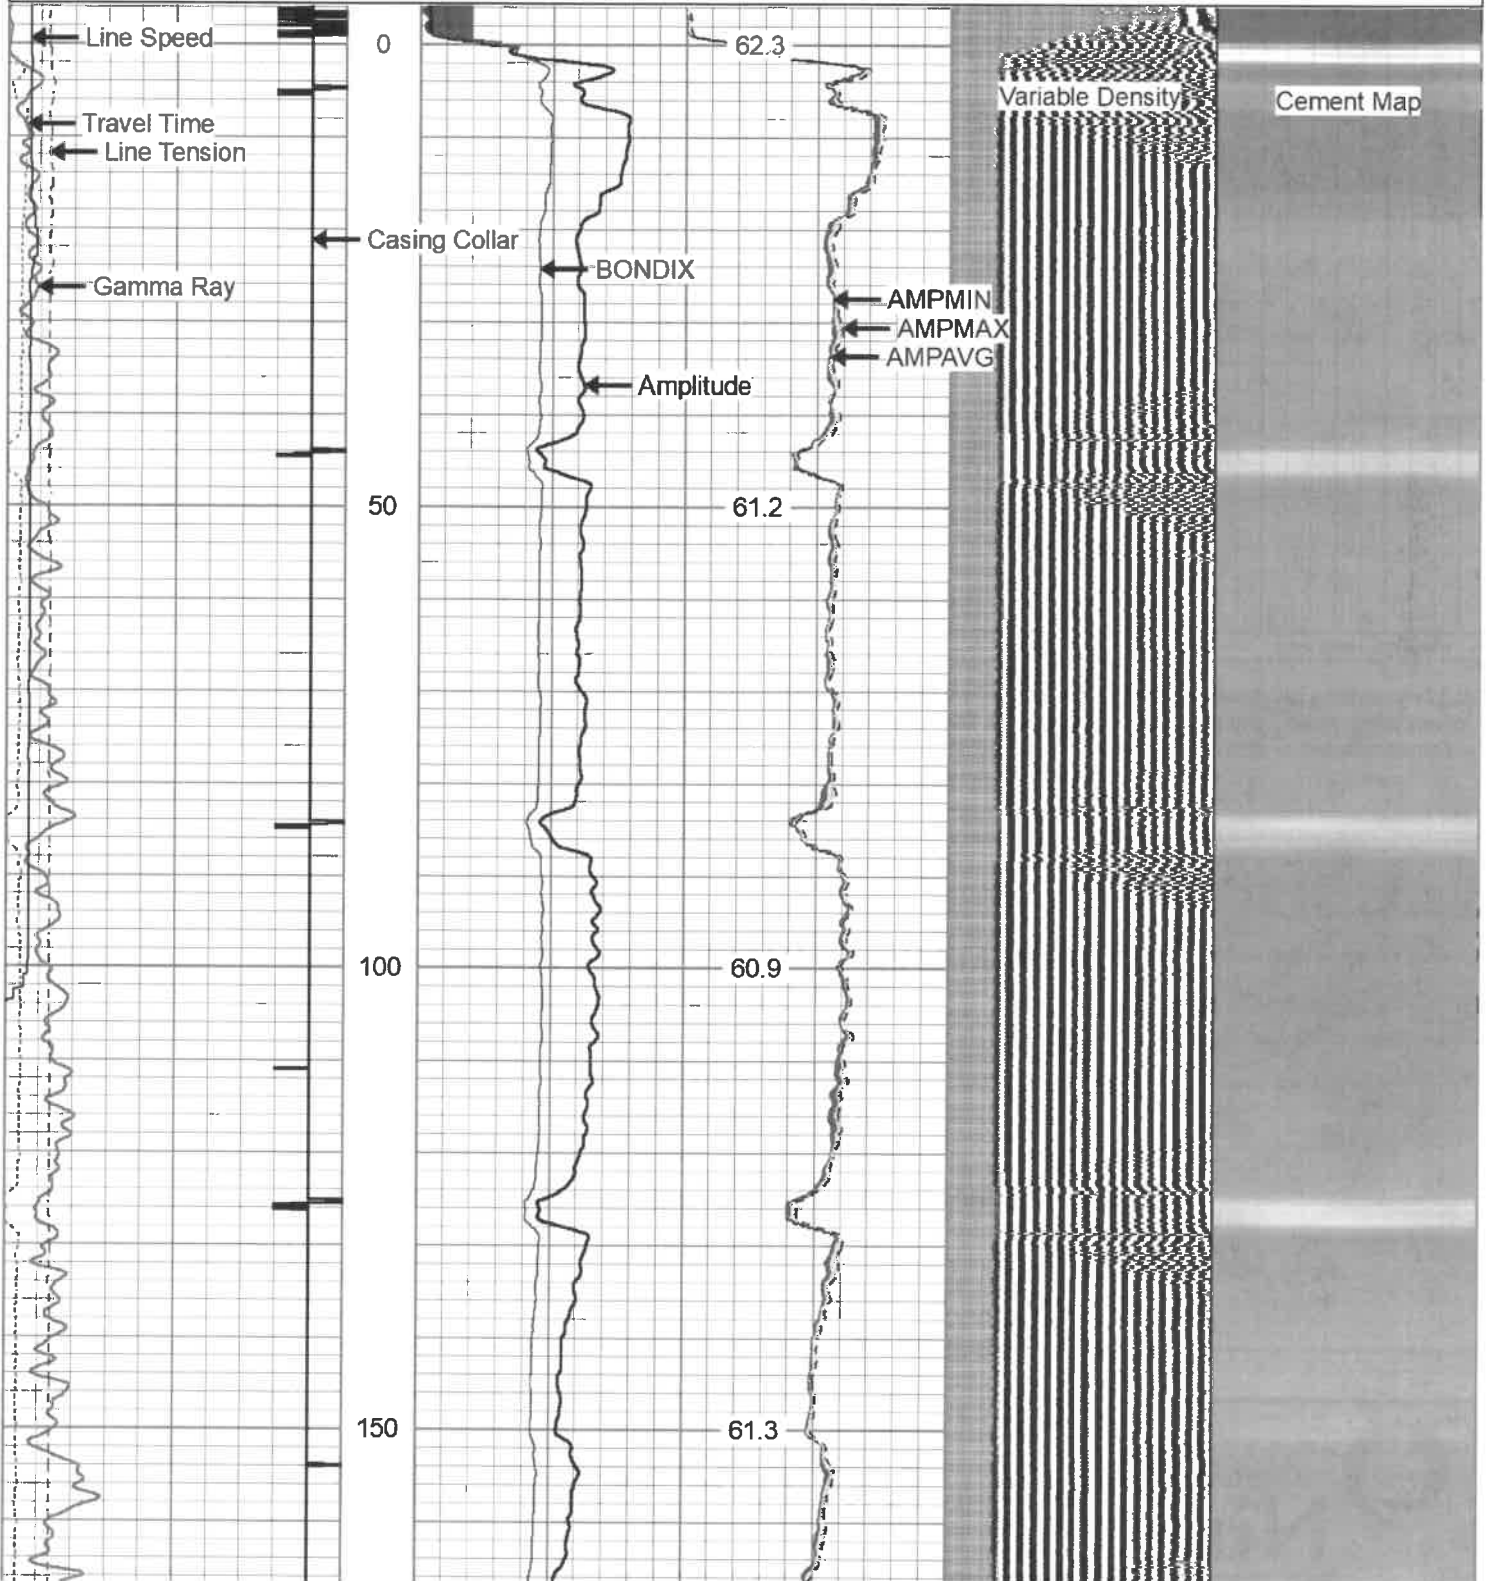 Line Speed
0
62.3
Variable Density
Cement Map
Travel Time
Line Tension
Casing Collar
BONDIX
Gamma Ray
AMPMIN
AMPMAX
AMPAVG
Amplitude
50
61.2
100
60.9
150
61.3